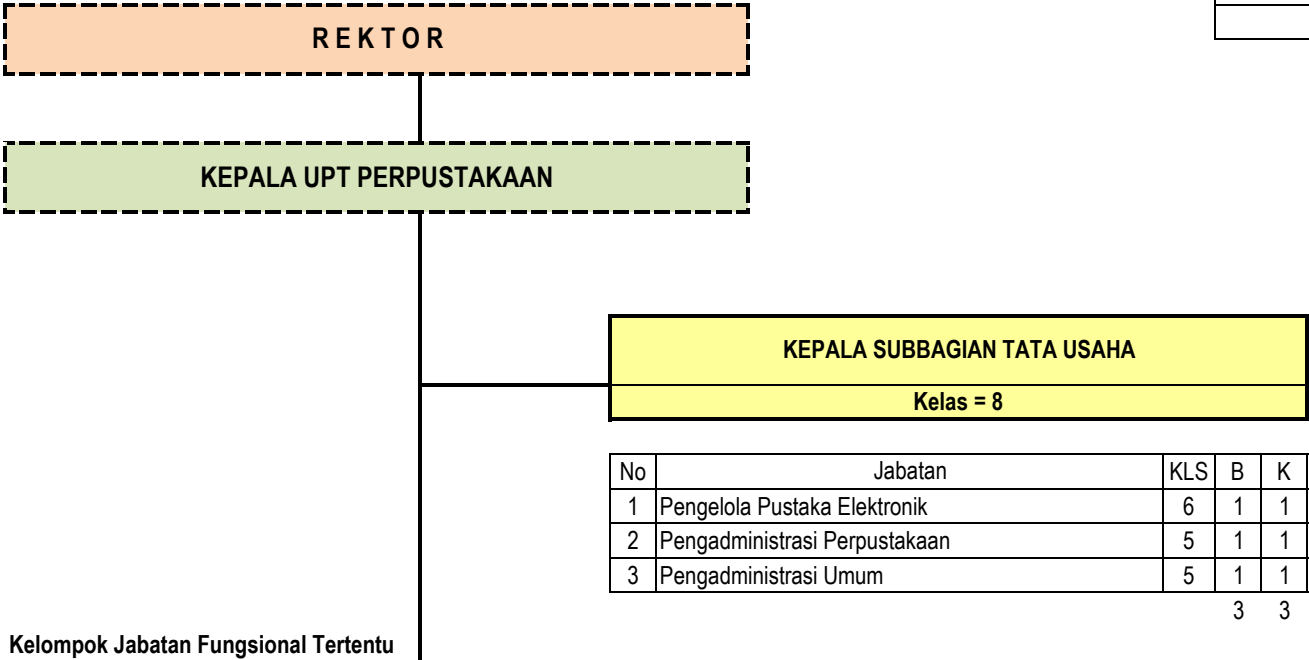 R E K T O R
KEPALA UPT PERPUSTAKAAN
KEPALA SUBBAGIAN TATA USAHA
Kelas = 8
No Jabatan KLS B K
1 Pengelola Pustaka Elektronik 6 1 1
2 Pengadministrasi Perpustakaan 5 1 1
3 Pengadministrasi Umum 5 1 1
3 3
Kelompok Jabatan Fungsional Tertentu